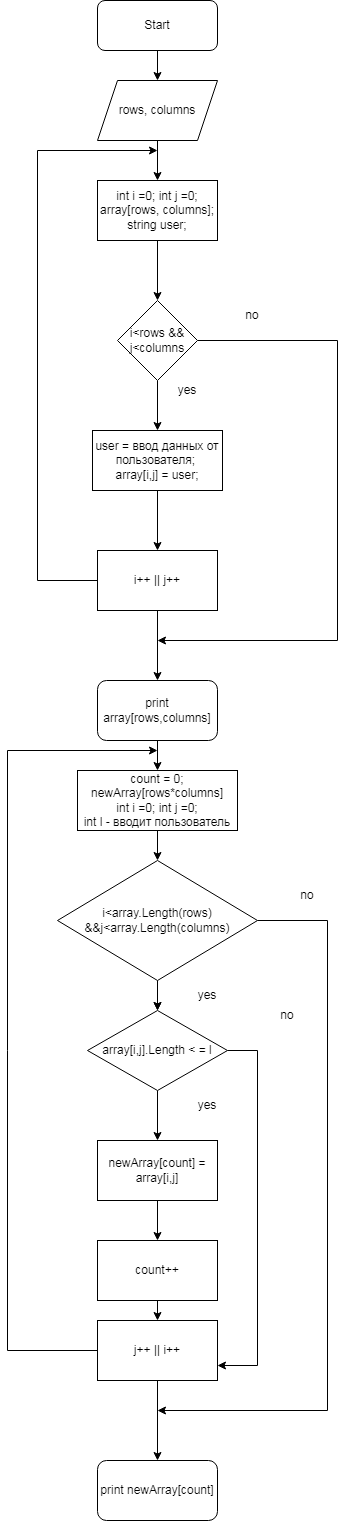 Start
rows, columns
int i =0; int j =0;
array[rows, columns];
string user;
i<rows &&
j<columns
no
yes
user = ввод данных от
пользователя;
array[i,j] = user;
i++ || j++
print
array[rows,columns]
count = 0;
newArray[rows*columns]
int i =0; int j =0;
int l - вводит пользователь
i<array.Length(rows)
&&j<array.Length(columns)
no
yes
no
array[i,j].Length < = l
yes
newArray[count] =
array[i,j]
count++
j++ || i++
print newArray[count]